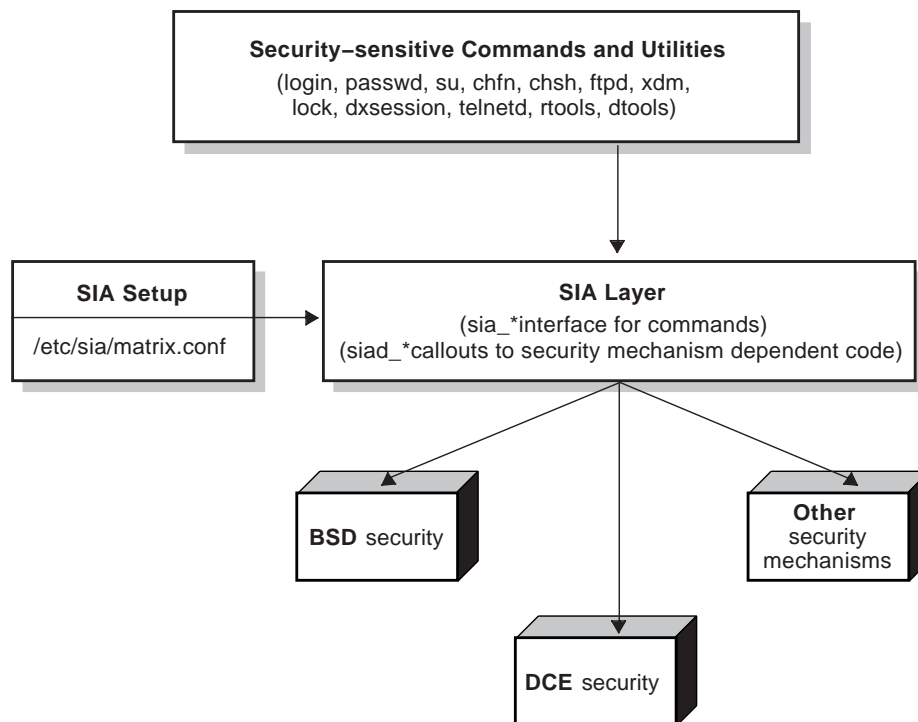 Security–sensitive Commands and Utilities
(login, passwd, su, chfn, chsh, ftpd, xdm,
lock, dxsession, telnetd, rtools, dtools)
SIA Setup
/etc/sia/matrix.conf
SIA Layer
(sia_*interface for commands)
(siad_*callouts to security mechanism dependent code)
BSD security
Other
security
mechanisms
DCE security